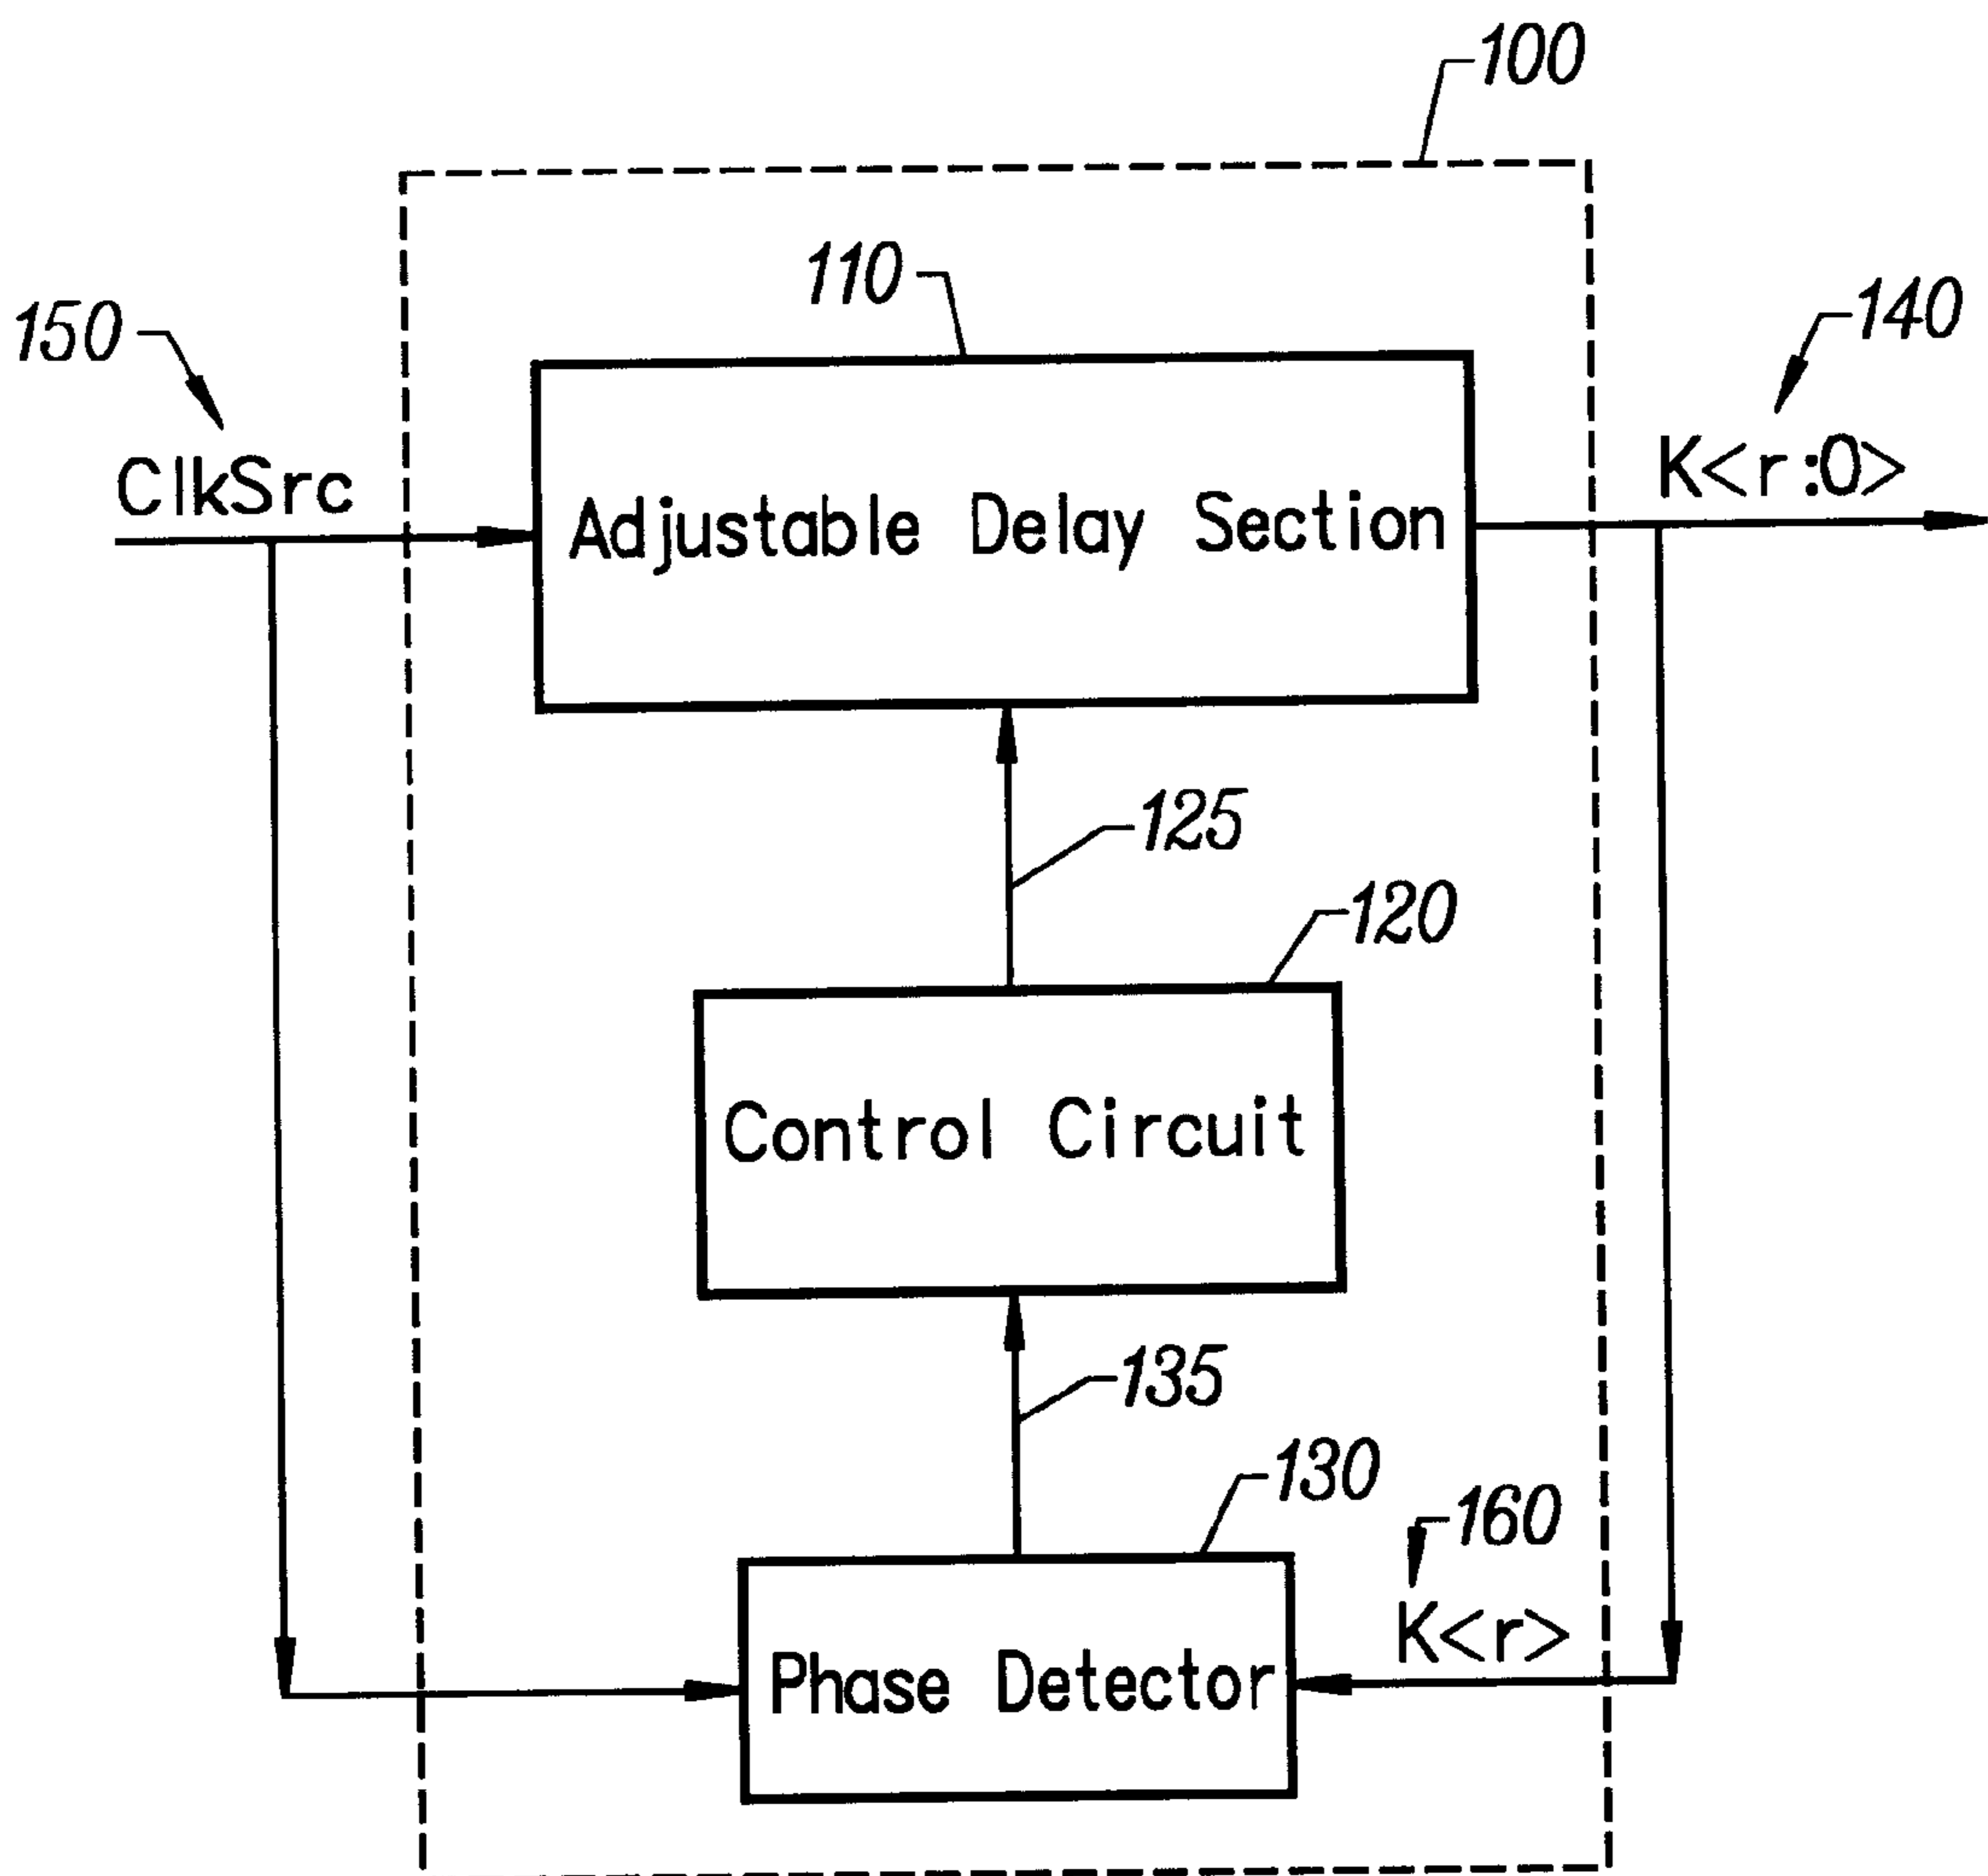 100
110
150
140
ClkSrc
K<r:0>
Adjustable Delay Section
125
120
Control Circuit
135
130
160
K<r>
Phase Detector